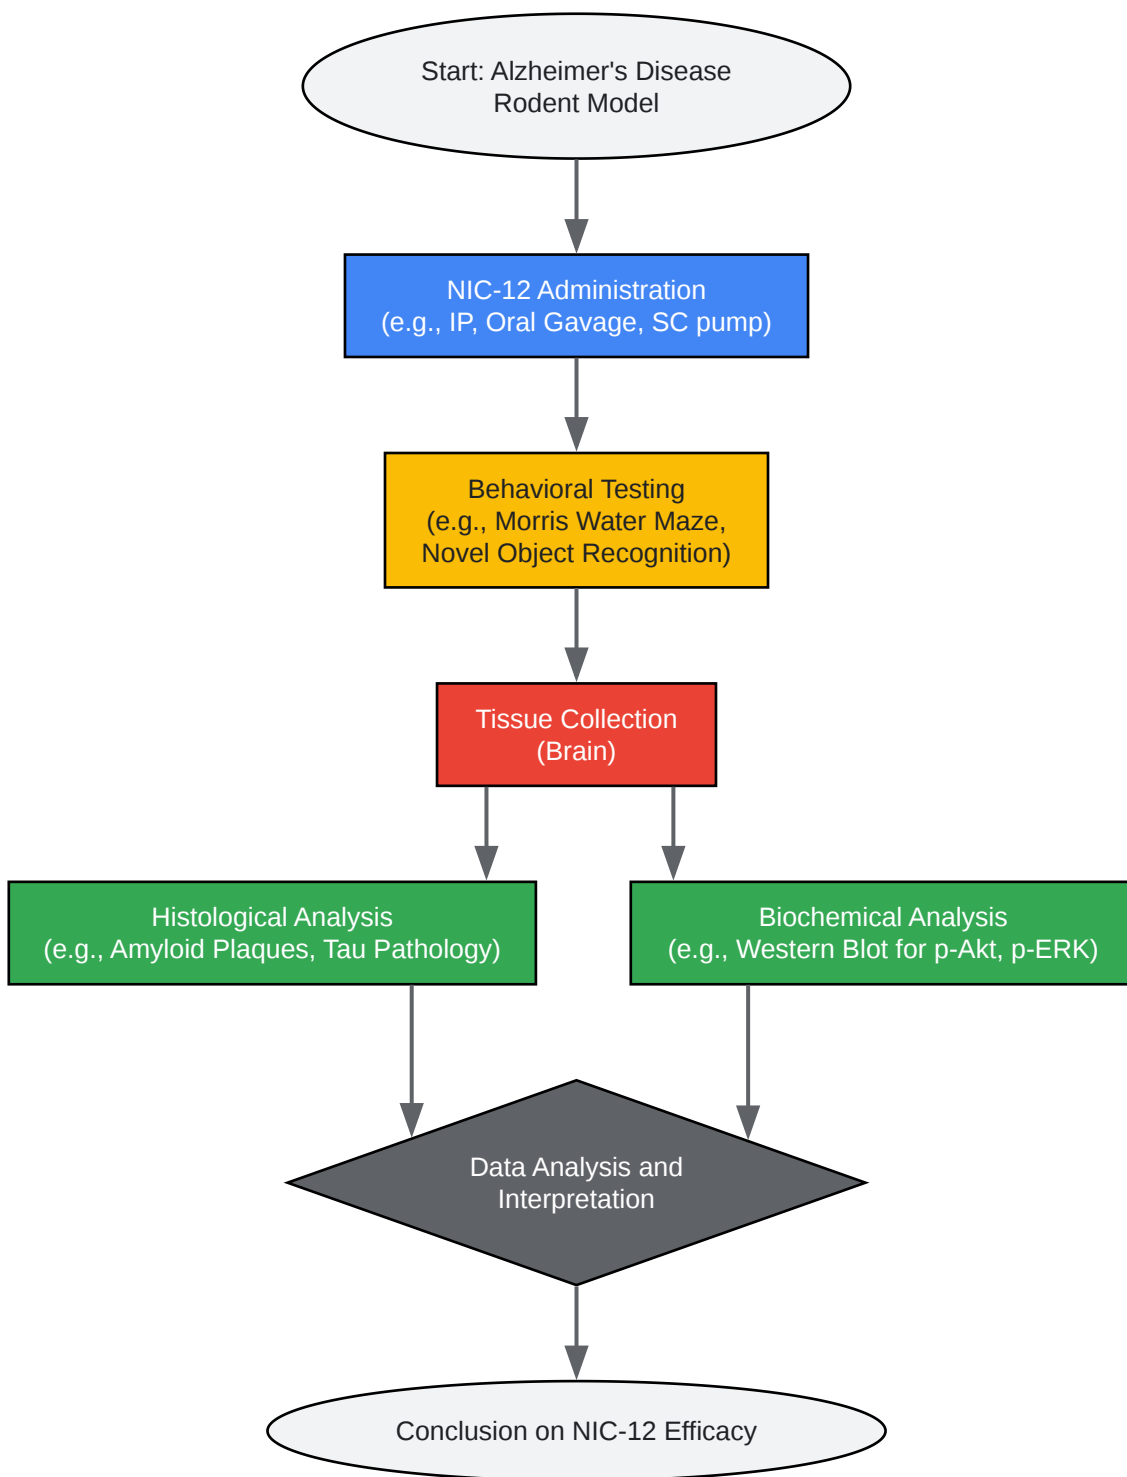 Start: Alzheimer's Disease
Rodent Model
NIC-12 Administration
(e.g., IP, Oral Gavage, SC pump)
Behavioral Testing
(e.g., Morris Water Maze,
Novel Object Recognition)
Tissue Collection
(Brain)
Histological Analysis
(e.g., Amyloid Plaques, Tau Pathology)
Biochemical Analysis
(e.g., Western Blot for p-Akt, p-ERK)
Data Analysis and
Interpretation
Conclusion on NIC-12 Efficacy